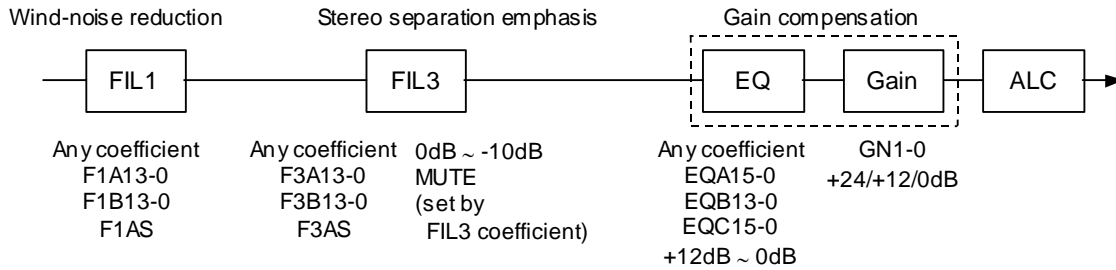 Wind-noise reduction
Stereo separation emphasis
Gain compensation
FIL1
FIL3
EQ
Gain
ALC
Any coefficient
F1A13-0
F1B13-0
F1AS
Any coefficient
F3A13-0
F3B13-0
F3AS
0dB ~ -10dB
MUTE
(set by
FIL3 coefficient)
Any coefficient
EQA15-0
EQB13-0
EQC15-0
+12dB ~ 0dB
GN1-0
+24/+12/0dB